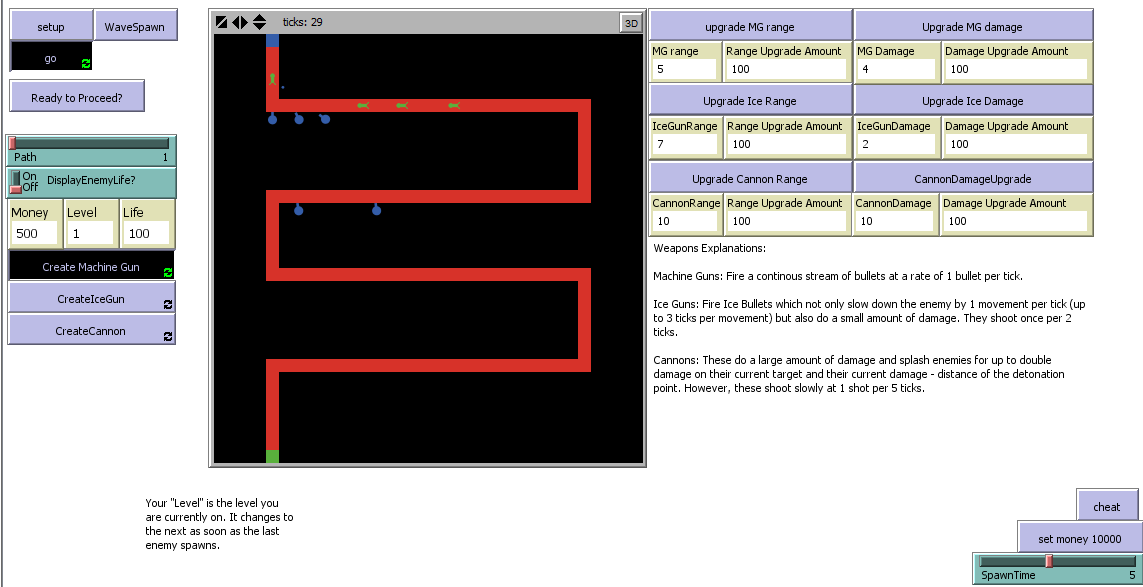 setup
WaveSpawn
go
Ready to Proceed?
Path 1
On
Off
DisplayEnemyLife?
Money Level Life
500 1 100
Create Machine Gun
CreateIceGun
CreateCannon
ticks: 29
3D
upgrade MG range
Upgrade MG damage
MG range Range Upgrade Amount MG Damage Damage Upgrade Amount
5 100 4 100
Upgrade Ice Range
Upgrade Ice Damage
IceGunRange Range Upgrade Amount IceGunDamage Damage Upgrade Amount
7 100 2 100
Upgrade Cannon Range
CannonDamageUpgrade
CannonRange Range Upgrade Amount CannonDamage Damage Upgrade Amount
10 100 10 100
Weapons Explanations:
Machine Guns: Fire a continous stream of bullets at a rate of 1 bullet per tick.
Ice Guns: Fire Ice Bullets which not only slow down the enemy by 1 movement per tick (up
to 3 ticks per movement) but also do a small amount of damage. They shoot once per 2
ticks.
Cannons: These do a large amount of damage and splash enemies for up to double
damage on their current target and their current damage - distance of the detonation
point. However, these shoot slowly at 1 shot per 5 ticks.
Your "Level" is the level you
are currently on. It changes to
the next as soon as the last
enemy spawns.
cheat
set money 10000
SpawnTime 5